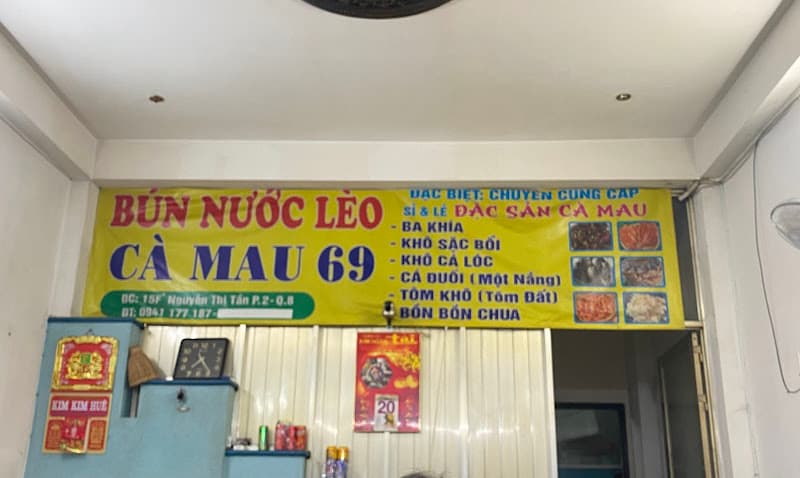 BÚN NƯỚC LÈO
CÀ MAU 69
ĐC: 15F Nguyễn Thị Tần P.2 - Q.8
ĐT: 0941 177 187 -
ĐẶC BIỆT: CHUYÊN CUNG CẤP
SỈ & LẺ ĐẶC SẢN CÀ MAU
- BA KHÍA
- KHÔ SẶC BỔI
- KHÔ CÁ LÓC
- CÁ ĐUỐI (Một Nắng)
- TÔM KHÔ (Tôm Đất)
- BỒN BỒN CHUA
KIM KIM HUÊ
20